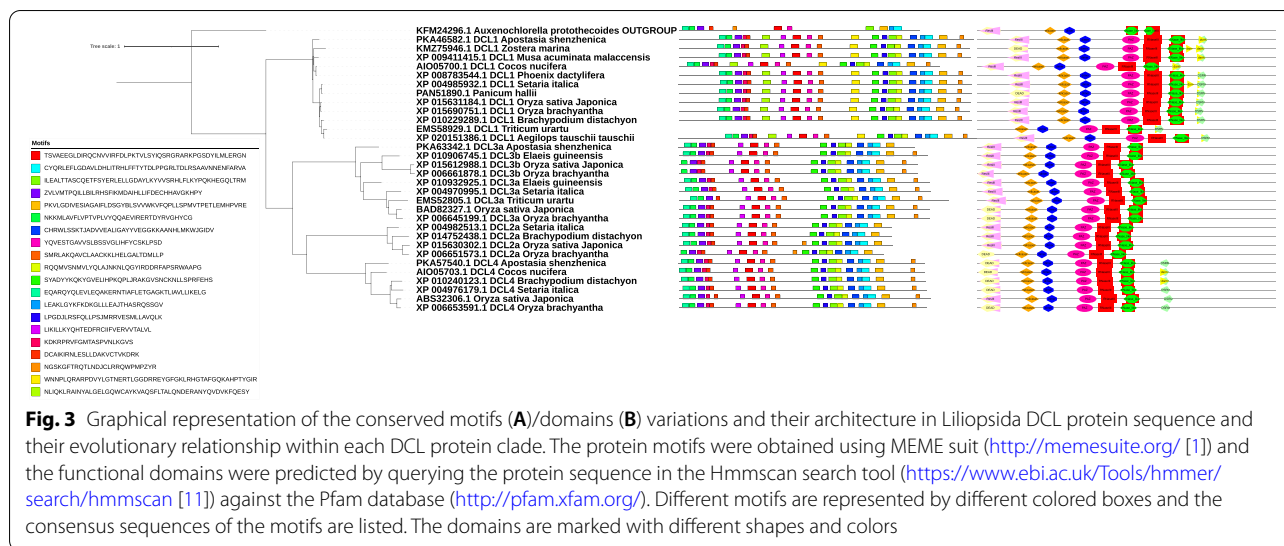 Tree scale: 1
KFM24296.1 Auxenochlorella protothecoides OUTGROUP
PKA46582.1 DCL1 Apostasia shenzhenica
KMZ75946.1 DCL1 Zostera marina
XP 009411415.1 DCL1 Musa acuminata malaccensis
AIO05700.1 DCL1 Cocos nucifera
XP 008783544.1 DCL1 Phoenix dactylifera
XP 004985932.1 DCL1 Setaria italica
PAN51890.1 Panicum hallii
XP 015631184.1 DCL1 Oryza sativa Japonica
XP 015690751.1 DCL1 Oryza brachyantha
XP 010229289.1 DCL1 Brachypodium distachyon
EMS58929.1 DCL1 Triticum urartu
XP 020151386.1 DCL1 Aegilops tauschii tauschii
PKA65342.1 DCL3a Apostasia shenzhenica
XP 010906745.1 DCL3b Elaeis guineensis
XP 015612988.1 DCL3b Oryza sativa Japonica
XP 006661878.1 DCL3b Oryza brachyantha
XP 010932925.1 DCL3a Elaeis guineensis
XP 004970995.1 DCL3a Setaria italica
EMS52805.1 DCL3a Triticum urartu
BAD82327.1 Oryza sativa Japonica
XP 006645199.1 DCL3a Oryza brachyantha
XP 004982513.1 DCL2a Setaria italica
XP 014752438.1 DCL2a Brachypodium distachyon
XP 015630302.1 DCL2a Oryza sativa Japonica
XP 006651573.1 DCL2a Oryza brachyantha
PKA57540.1 DCL4 Apostasia shenzhenica
AIO05703.1 DCL4 Cocos nucifera
XP 010240123.1 DCL4 Brachypodium distachyon
XP 004976179.1 DCL4 Setaria italica
ABS32306.1 Oryza sativa Japonica
XP 006653591.1 DCL4 Oryza brachyantha
Motifs
TSVAEEGLDIRQCNVVIRFDLPKTVLSYIQSRGRARKPGSDYILMLERGN
CYQRLEFLGDAVLDHLITRHLFFTYTDLPPGRLTDLRSAAVNNENFARVA
ILEALTTASCQETFSYERLELLGDAVLKYVVSRHLFLKYPQKHEGQLTRM
ZVLVMTPQILLBILRHSFIKMDAIHLLIFDECHHAVGKHPY
PKVLGDIVESIAGAIFLDSGYBLSVVWKVFQPLLSPMVTPETLEMHPVRE
NKKMLAVFLVPTVPLVYQQAEVIRERTDYRVGHYCG
CHRWLSSKTJADVVEALIGAYYVEGGKKAANHLMKWJGIDV
YQVESTGAVVSLBSSVGLIHFYCSKLPSD
SMRLAKQAVCLAACKKLHELGALTDMLLP
RQQMVSNMVLYQLAJNKNLQGYIRDDRFAPSRWAAPG
SYADYYKQKYGVELIHPKQPLJRAKGVSNCKNLLSPRFEHS
EQARQYQLEVLEQAKERNTIAFLETGAGKTLIAVLLIKELG
LEAKLGYKFKDKGLLLEAJTHASRQSSGV
LPGDJLRSFQLLPSJMRRVESMLLAVQLK
LIKILLKYQHTEDFRCIIFVERVVTALVL
KDKRPRVFGMTASPVNLKGVS
DCAIKIRNLESLLDAKVCTVKDRK
NGSKGFTRQTLNDJCLRRQWPMPZYR
WNNPLQRARPDVYLGTNERTLGGDRREYGFGKLRHGTAFGQKAHPTYGIR
NLIQKLRAINYALGELGQWCAYKVAQSFLTALQNDERANYQVDVKFQESY
Fig. 3 Graphical representation of the conserved motifs (A)/domains (B) variations and their architecture in Liliopsida DCL protein sequence and
their evolutionary relationship within each DCL protein clade. The protein motifs were obtained using MEME suit (http://memesuite.org/ [1]) and
the functional domains were predicted by querying the protein sequence in the Hmmscan search tool (https://www.ebi.ac.uk/Tools/hmmer/
search/hmmscan [11]) against the Pfam database (http://pfam.xfam.org/). Different motifs are represented by different colored boxes and the
consensus sequences of the motifs are listed. The domains are marked with different shapes and colors